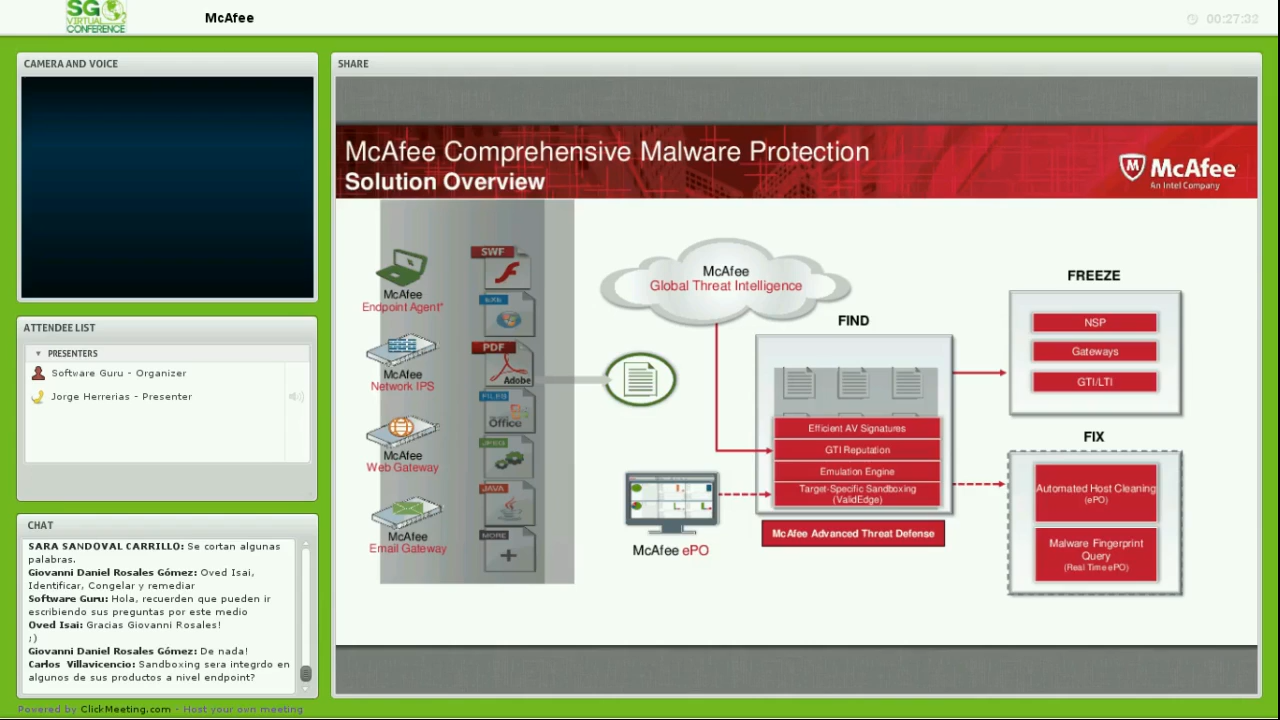 SG
VIRTUAL
CONFERENCE
McAfee
00:27:32
CAMERA AND VOICE
ATTENDEE LIST
PRESENTERS
Software Guru - Organizer
Jorge Herrerias - Presenter
CHAT
SARA SANDOVAL CARRILLO: Se cortan algunas
palabras.
Giovanni Daniel Rosales Gómez: Oved Isai,
Identificar, Congelar y remediar
Software Guru: Hola, recuerden que pueden ir
escribiendo sus preguntas por este medio
Oved Isai: Gracias Giovanni Rosales!
;)
Giovanni Daniel Rosales Gómez: De nada!
Carlos Villavicencio: Sandboxing sera integrdo en
algunos de sus productos a nivel endpoint?
Powered by ClickMeeting.com - Host your own meeting
SHARE
McAfee Comprehensive Malware Protection
Solution Overview
McAfee
An Intel Company
McAfee
Endpoint Agent*
McAfee
Network IPS
McAfee
Web Gateway
McAfee
Email Gateway
SWF
EXE
PDF
Adobe
FILES
Office
JPEG
JAVA
MORE
McAfee
Global Threat Intelligence
McAfee ePO
FIND
Efficient AV Signatures
GTI Reputation
Emulation Engine
Target-Specific Sandboxing
(ValidEdge)
McAfee Advanced Threat Defense
FREEZE
NSP
Gateways
GTI/LTI
FIX
Automated Host Cleaning
(ePO)
Malware Fingerprint
Query
(Real Time ePO)